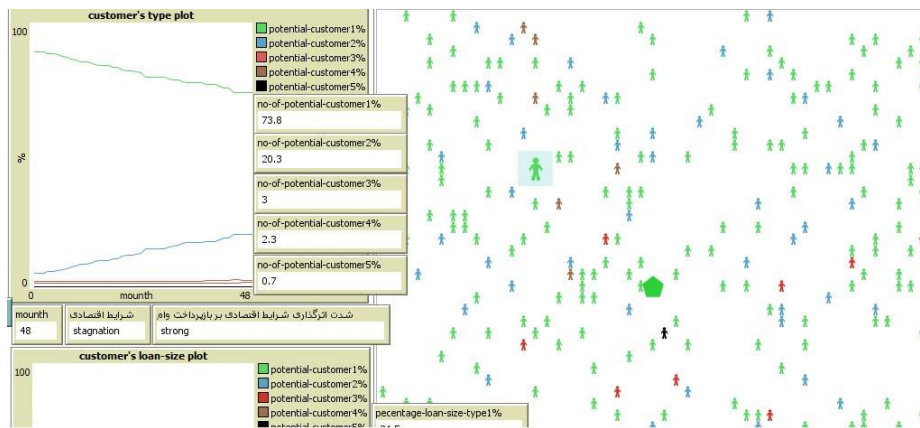 customer's type plot
100
%
0
0
mounth
48
potential-customer1%
potential-customer2%
potential-customer3%
potential-customer4%
potential-customer5%
no-of-potential-customer1%
73.8
no-of-potential-customer2%
20.3
no-of-potential-customer3%
3
no-of-potential-customer4%
2.3
no-of-potential-customer5%
0.7
mounth
48
شرایط اقتصادی
stagnation
شدت اثرگذاری شرایط اقتصادی بر بازپرداخت وام
strong
customer's loan-size plot
100
potential-customer1%
potential-customer2%
potential-customer3%
potential-customer4%
potential-customer5%
pecentage-loan-size-type1%